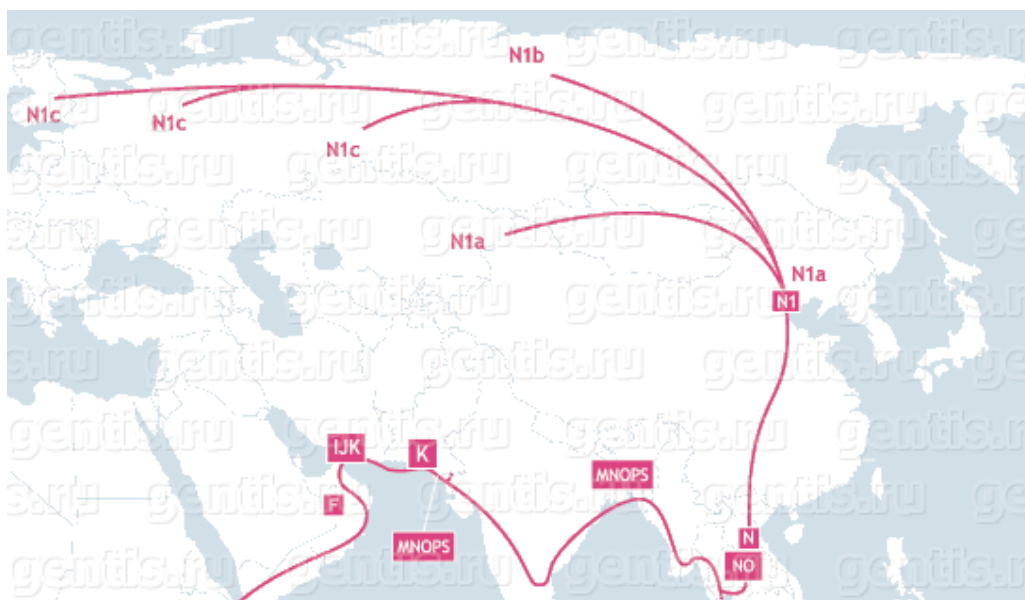 gentis.ru
N1b
N1c
N1c
N1c
N1a
N1a
N1
IJK
K
MNOPS
F
MNOPS
N
NO